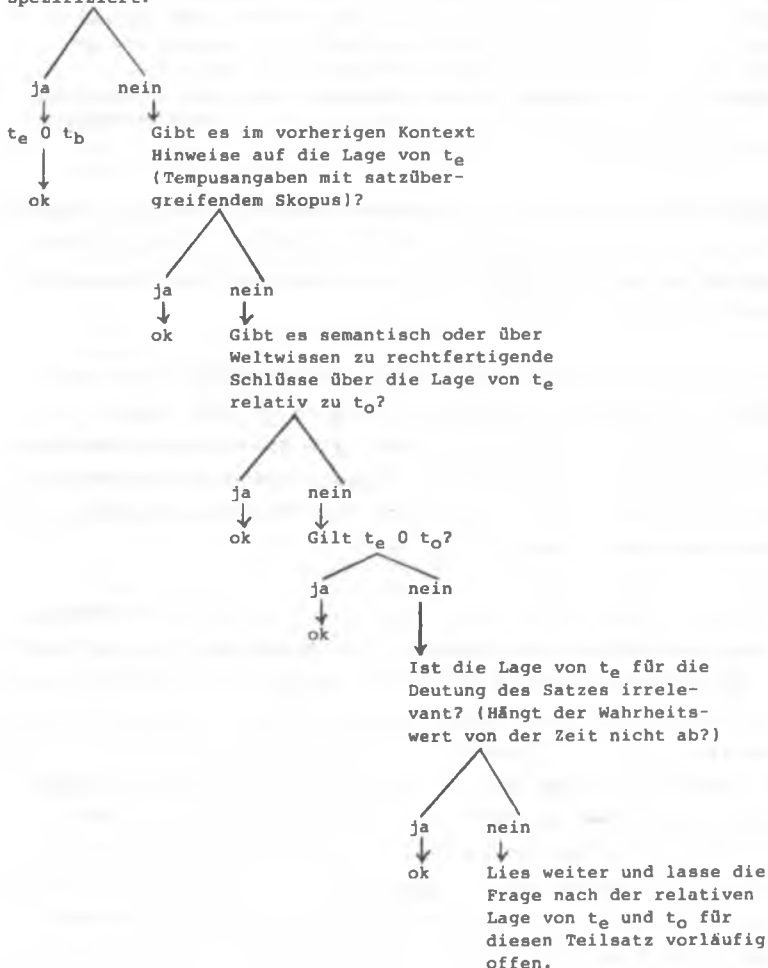 spezifiziert.
ja nein
t_e O t_b Gibt es im vorherigen Kontext
Hinweise auf die Lage von t_e
(Tempusangaben mit satzüber-
ok greifendem Skopus)?
ja nein
ok Gibt es semantisch oder über
Weltwissen zu rechtfertigende
Schlüsse über die Lage von t_e
relativ zu t_o?
ja nein
ok Gilt t_e O t_o?
ja nein
ok
Ist die Lage von t_e für die
Deutung des Satzes irrele-
vant? (Hängt der Wahrheits-
wert von der Zeit nicht ab?)
ja nein
ok Lies weiter und lasse die
Frage nach der relativen
Lage von t_e und t_o für
diesen Teilsatz vorläufig
offen.